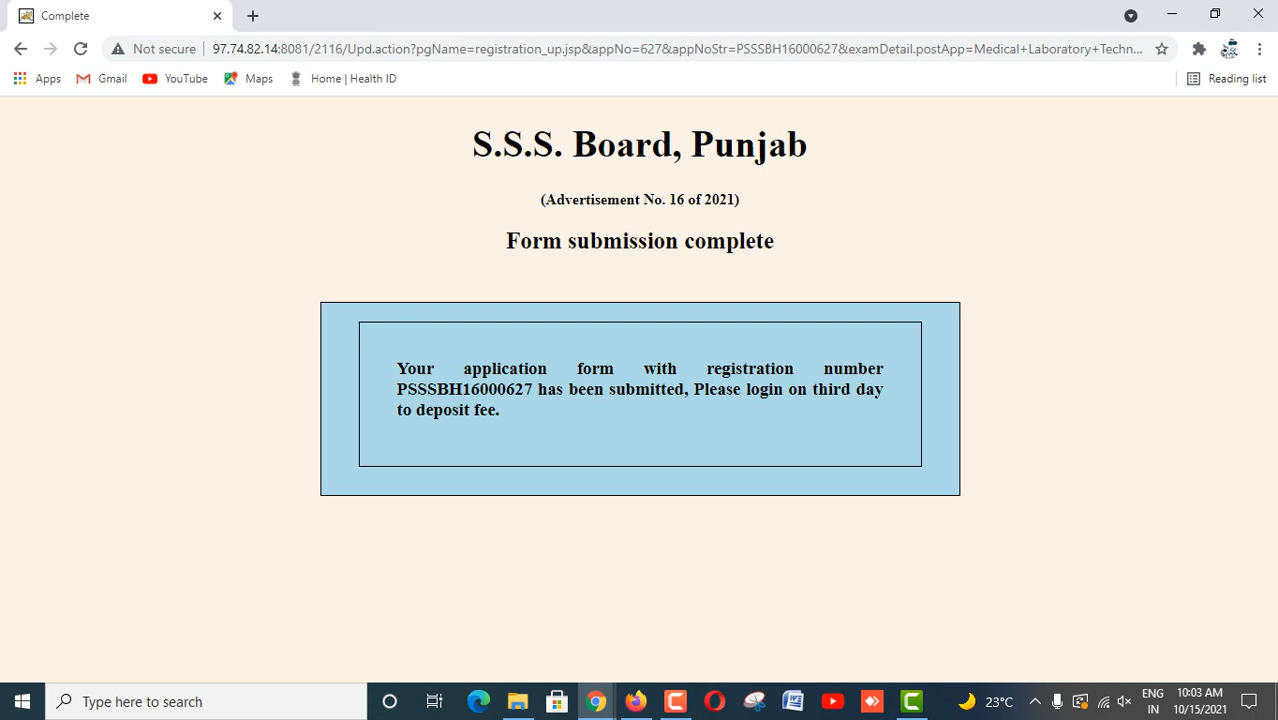 Complete
Not secure
97.74.82.14:8081/2116/Upd.action?pgName=registration_up.jsp&appNo=627&appNoStr=PSSSBH16000627&examDetail.postApp=Medical+Laboratory+Techn...
Apps
Gmail
YouTube
Maps
Home | Health ID
Reading list
S.S.S. Board, Punjab
(Advertisement No. 16 of 2021)
Form submission complete
Your application form with registration number
PSSSBH16000627 has been submitted, Please login on third day
to deposit fee.
Type here to search
23°C
ENG
IN
10:03 AM
10/15/2021